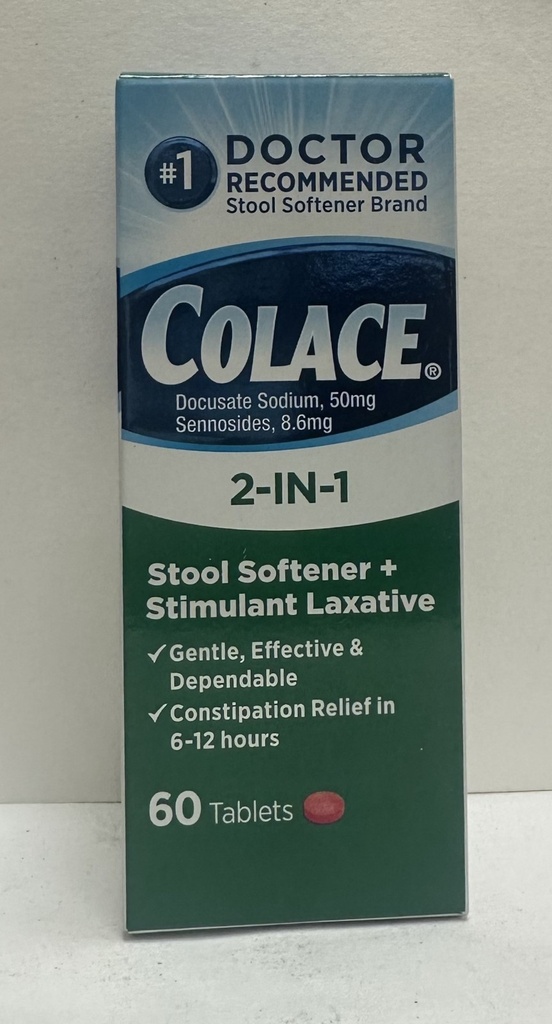 #1
DOCTOR
RECOMMENDED
Stool Softener Brand
COLACE®
Docusate Sodium, 50mg
Sennosides, 8.6mg
2-IN-1
Stool Softener +
Stimulant Laxative
✓ Gentle, Effective &
Dependable
✓ Constipation Relief in
6-12 hours
60 Tablets